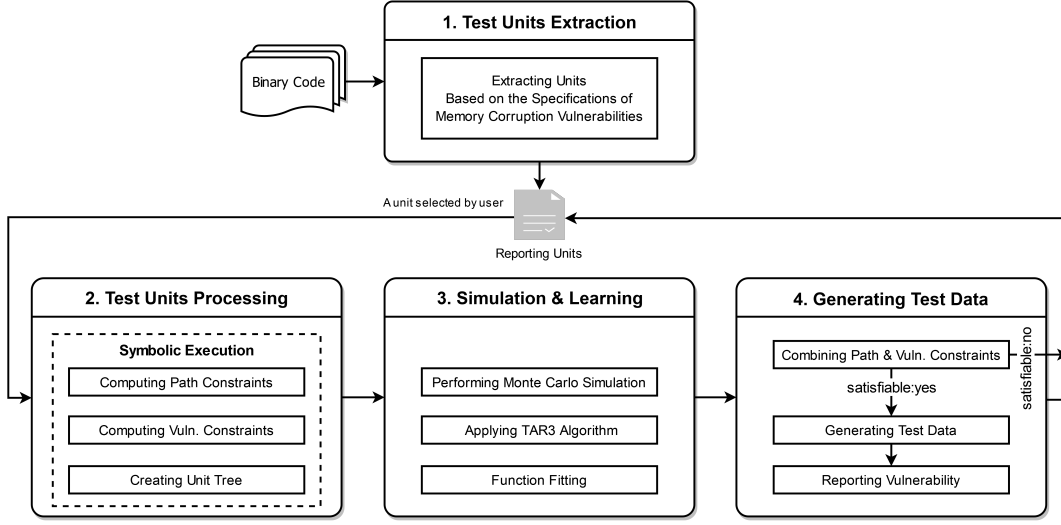 1. Test Units Extraction
Binary Code
Extracting Units
Based on the Specifications of
Memory Corruption Vulnerabilities
A unit selected by user
Reporting Units
2. Test Units Processing
Symbolic Execution
Computing Path Constraints
Computing Vuln. Constraints
Creating Unit Tree
3. Simulation & Learning
Performing Monte Carlo Simulation
Applying TAR3 Algorithm
Function Fitting
4. Generating Test Data
Combining Path & Vuln. Constraints
satisfiable:no
satisfiable:yes
Generating Test Data
Reporting Vulnerability